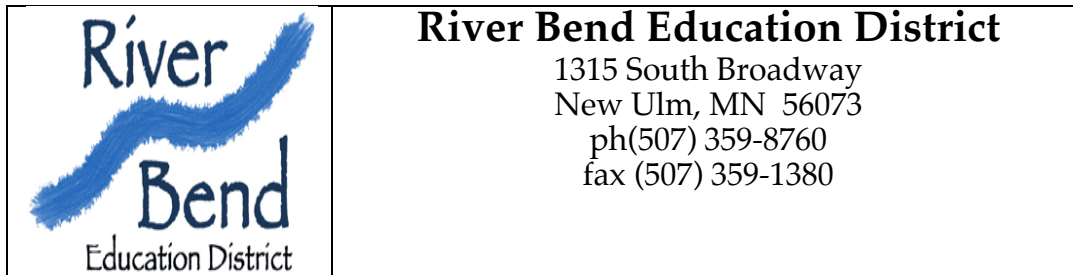 River
Bend
Education District
River Bend Education District
1315 South Broadway
New Ulm, MN  56073
ph(507) 359-8760
fax (507) 359-1380